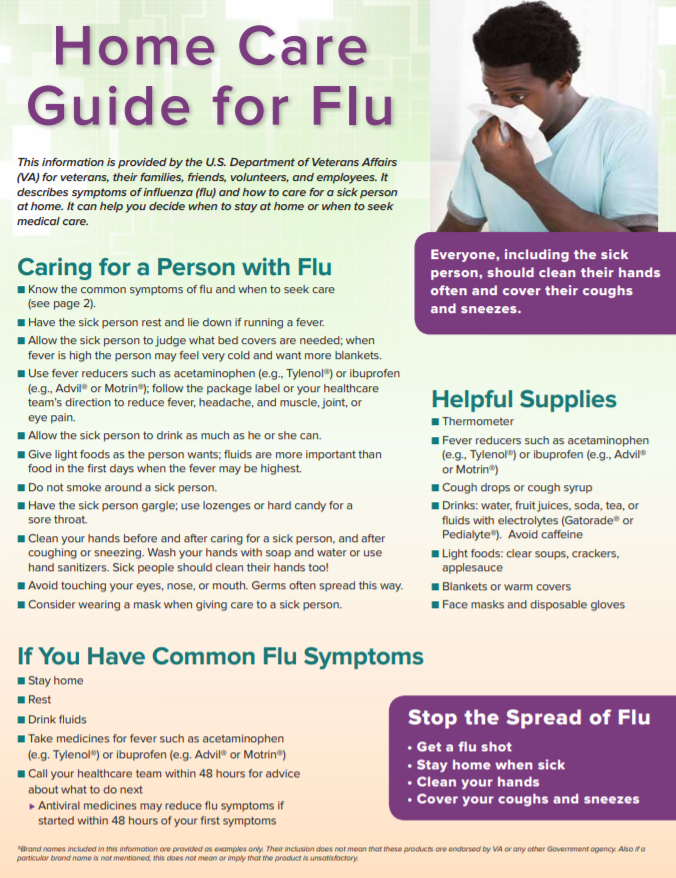 Home Care
Guide for Flu
This information is provided by the U.S. Department of Veterans Affairs
(VA) for veterans, their families, friends, volunteers, and employees. It
describes symptoms of influenza (flu) and how to care for a sick person
at home. It can help you decide when to stay at home or when to seek
medical care.
Everyone, including the sick
person, should clean their hands
often and cover their coughs
and sneezes.
Caring for a Person with Flu
■ Know the common symptoms of flu and when to seek care
(see page 2).
■ Have the sick person rest and lie down if running a fever.
■ Allow the sick person to judge what bed covers are needed; when
fever is high the person may feel very cold and want more blankets.
■ Use fever reducers such as acetaminophen (e.g., Tylenol®) or ibuprofen
(e.g., Advil® or Motrin®); follow the package label or your healthcare
team's direction to reduce fever, headache, and muscle, joint, or
eye pain.
■ Allow the sick person to drink as much as he or she can.
■ Give light foods as the person wants; fluids are more important than
food in the first days when the fever may be highest.
■ Do not smoke around a sick person.
■ Have the sick person gargle; use lozenges or hard candy for a
sore throat.
■ Clean your hands before and after caring for a sick person, and after
coughing or sneezing. Wash your hands with soap and water or use
hand sanitizers. Sick people should clean their hands too!
■ Avoid touching your eyes, nose, or mouth. Germs often spread this way.
■ Consider wearing a mask when giving care to a sick person.
Helpful Supplies
■ Thermometer
■ Fever reducers such as acetaminophen
(e.g., Tylenol®) or ibuprofen (e.g., Advil®
or Motrin®)
■ Cough drops or cough syrup
■ Drinks: water, fruit juices, soda, tea, or
fluids with electrolytes (Gatorade® or
Pedialyte®). Avoid caffeine
■ Light foods: clear soups, crackers,
applesauce
■ Blankets or warm covers
■ Face masks and disposable gloves
If You Have Common Flu Symptoms
■ Stay home
■ Rest
■ Drink fluids
■ Take medicines for fever such as acetaminophen
(e.g. Tylenol®) or ibuprofen (e.g. Advil® or Motrin®)
■ Call your healthcare team within 48 hours for advice
about what to do next
▸ Antiviral medicines may reduce flu symptoms if
started within 48 hours of your first symptoms
Stop the Spread of Flu
• Get a flu shot
• Stay home when sick
• Clean your hands
• Cover your coughs and sneezes
*Brand names included in this information are provided as examples only. Their inclusion does not mean that these products are endorsed by VA or any other Government agency. Also if a
particular brand name is not mentioned, this does not mean or imply that the product is unsatisfactory.